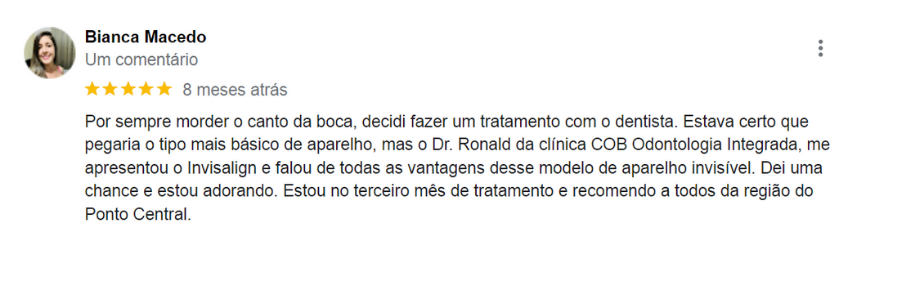 Bianca Macedo
Um comentário
8 meses atrás
Por sempre morder o canto da boca, decidi fazer um tratamento com o dentista. Estava certo que
pegaria o tipo mais básico de aparelho, mas o Dr. Ronald da clínica COB Odontologia Integrada, me
apresentou o Invisalign e falou de todas as vantagens desse modelo de aparelho invisível. Dei uma
chance e estou adorando. Estou no terceiro mês de tratamento e recomendo a todos da região do
Ponto Central.